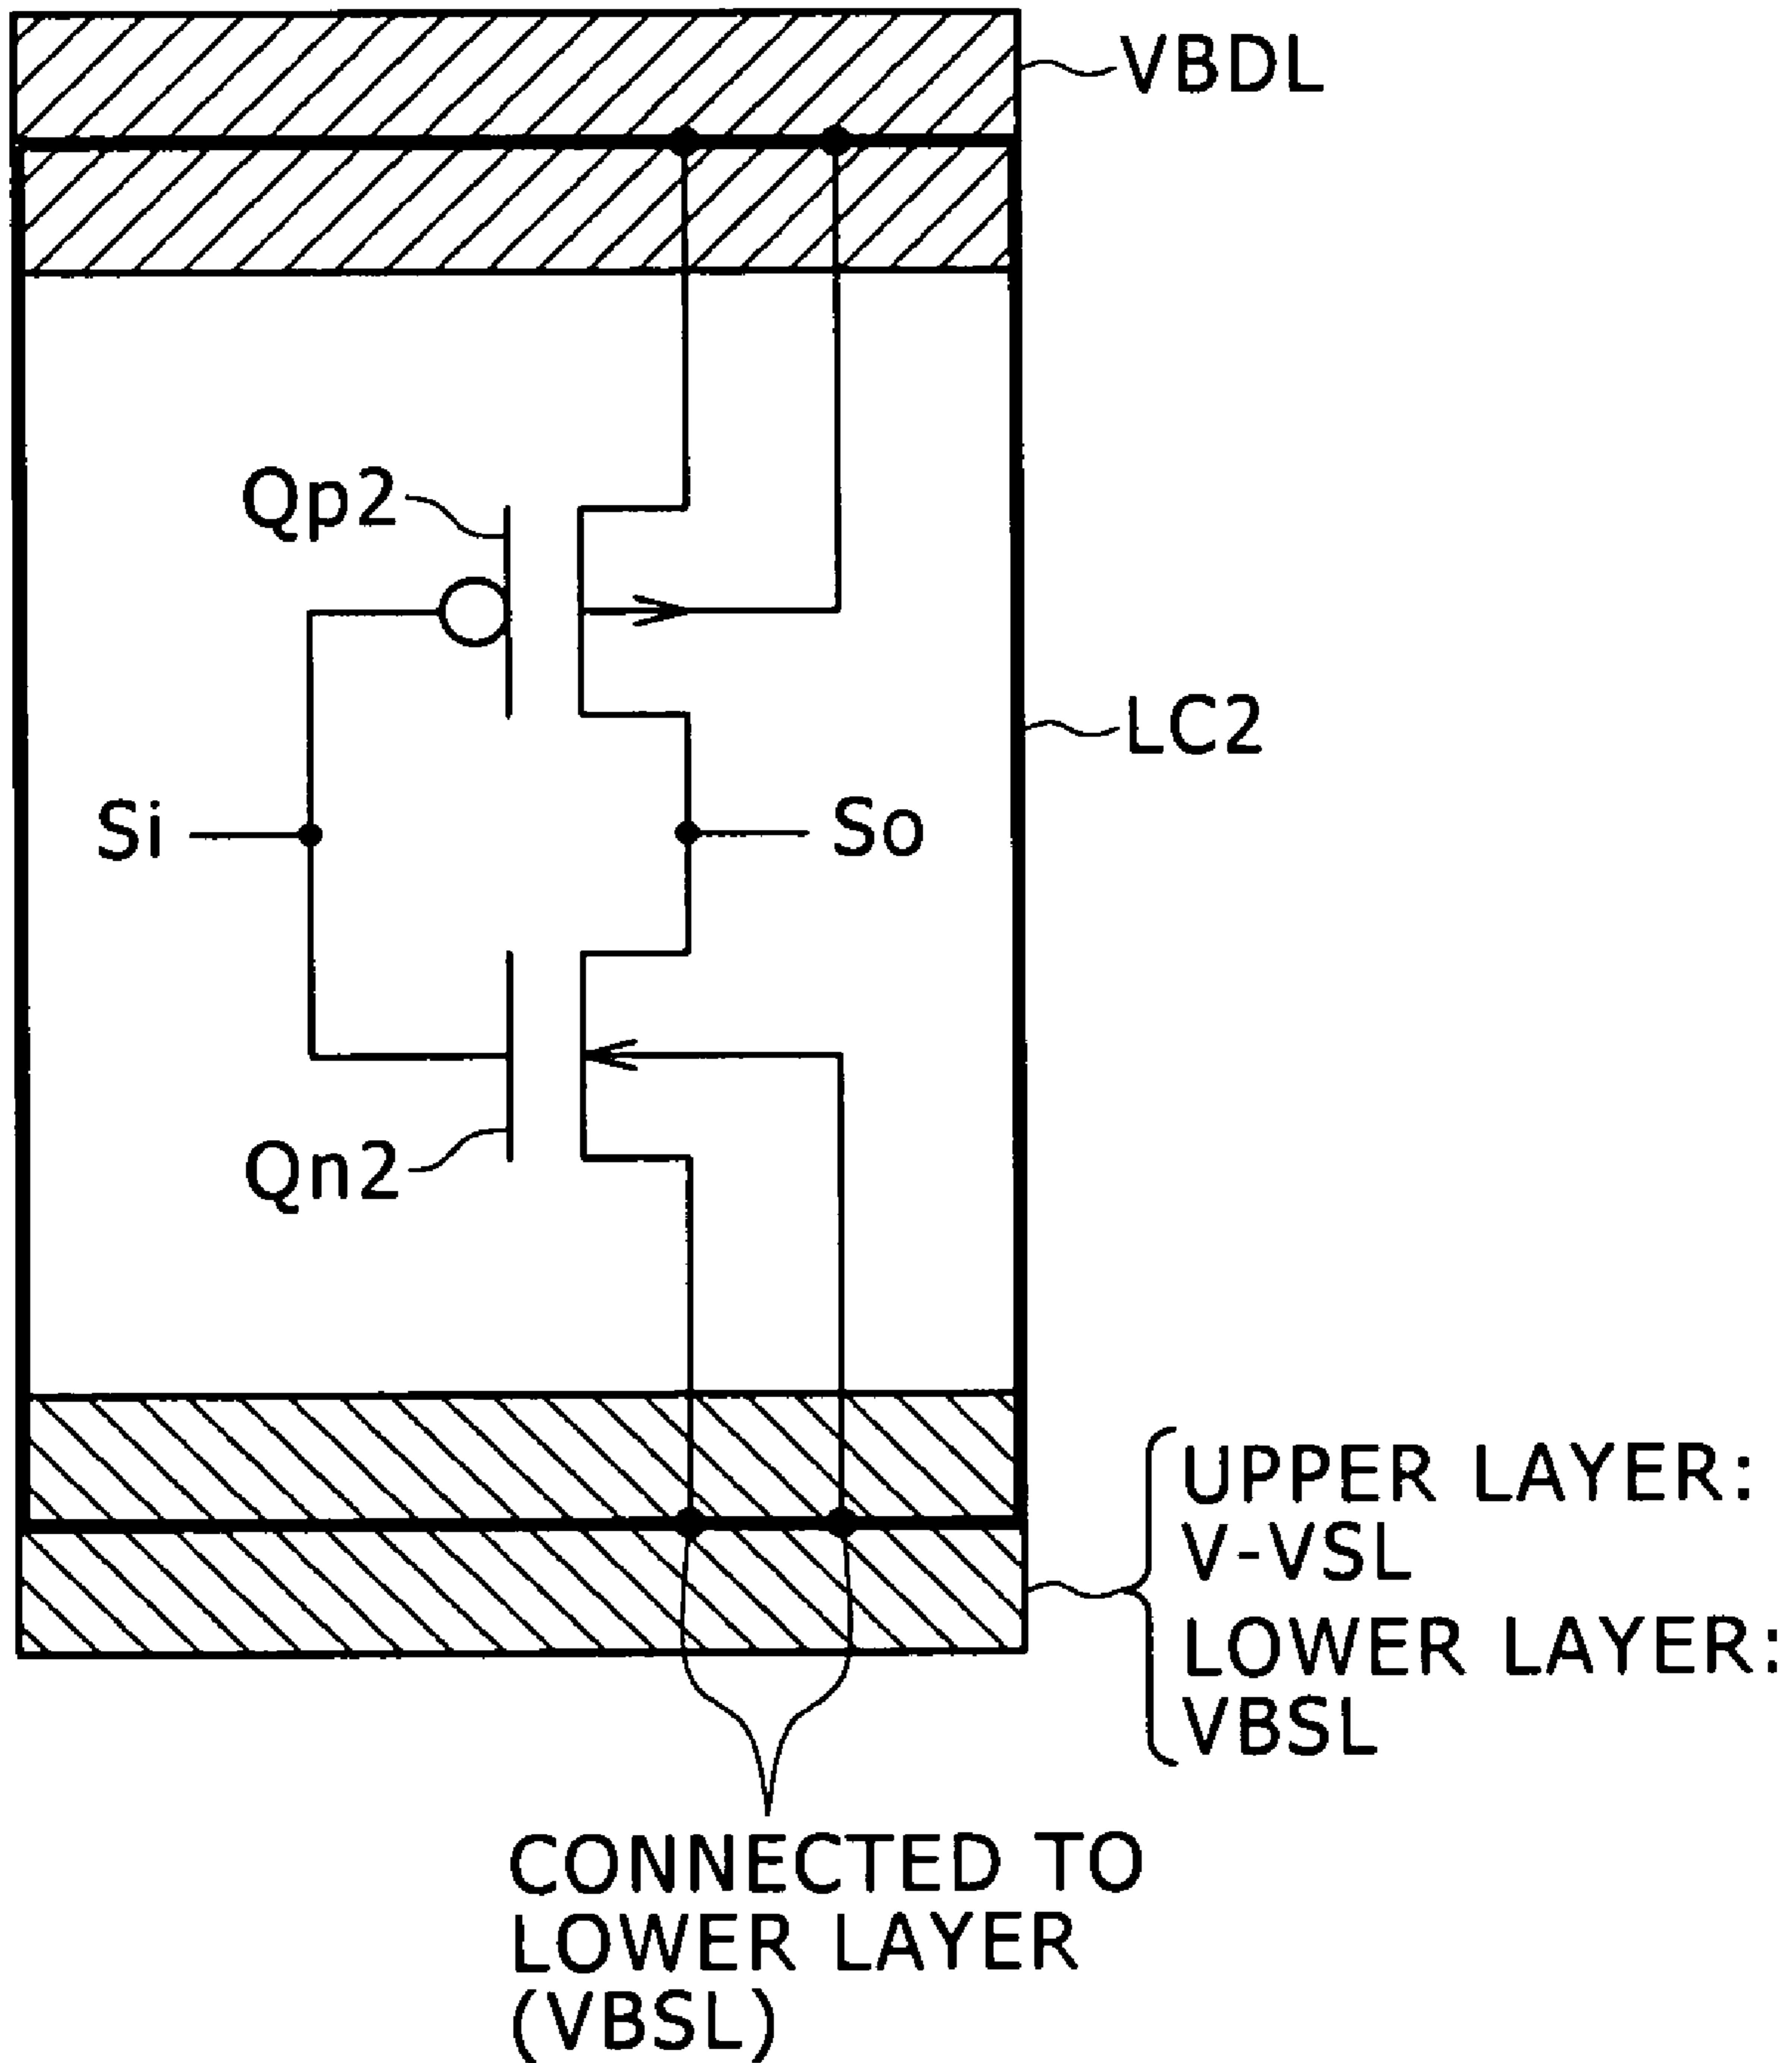 VBDL
Qp2
LC2
Si
So
Qn2
UPPER LAYER:
V-VSL
LOWER LAYER:
VBSL
CONNECTED TO
LOWER LAYER
(VBSL)